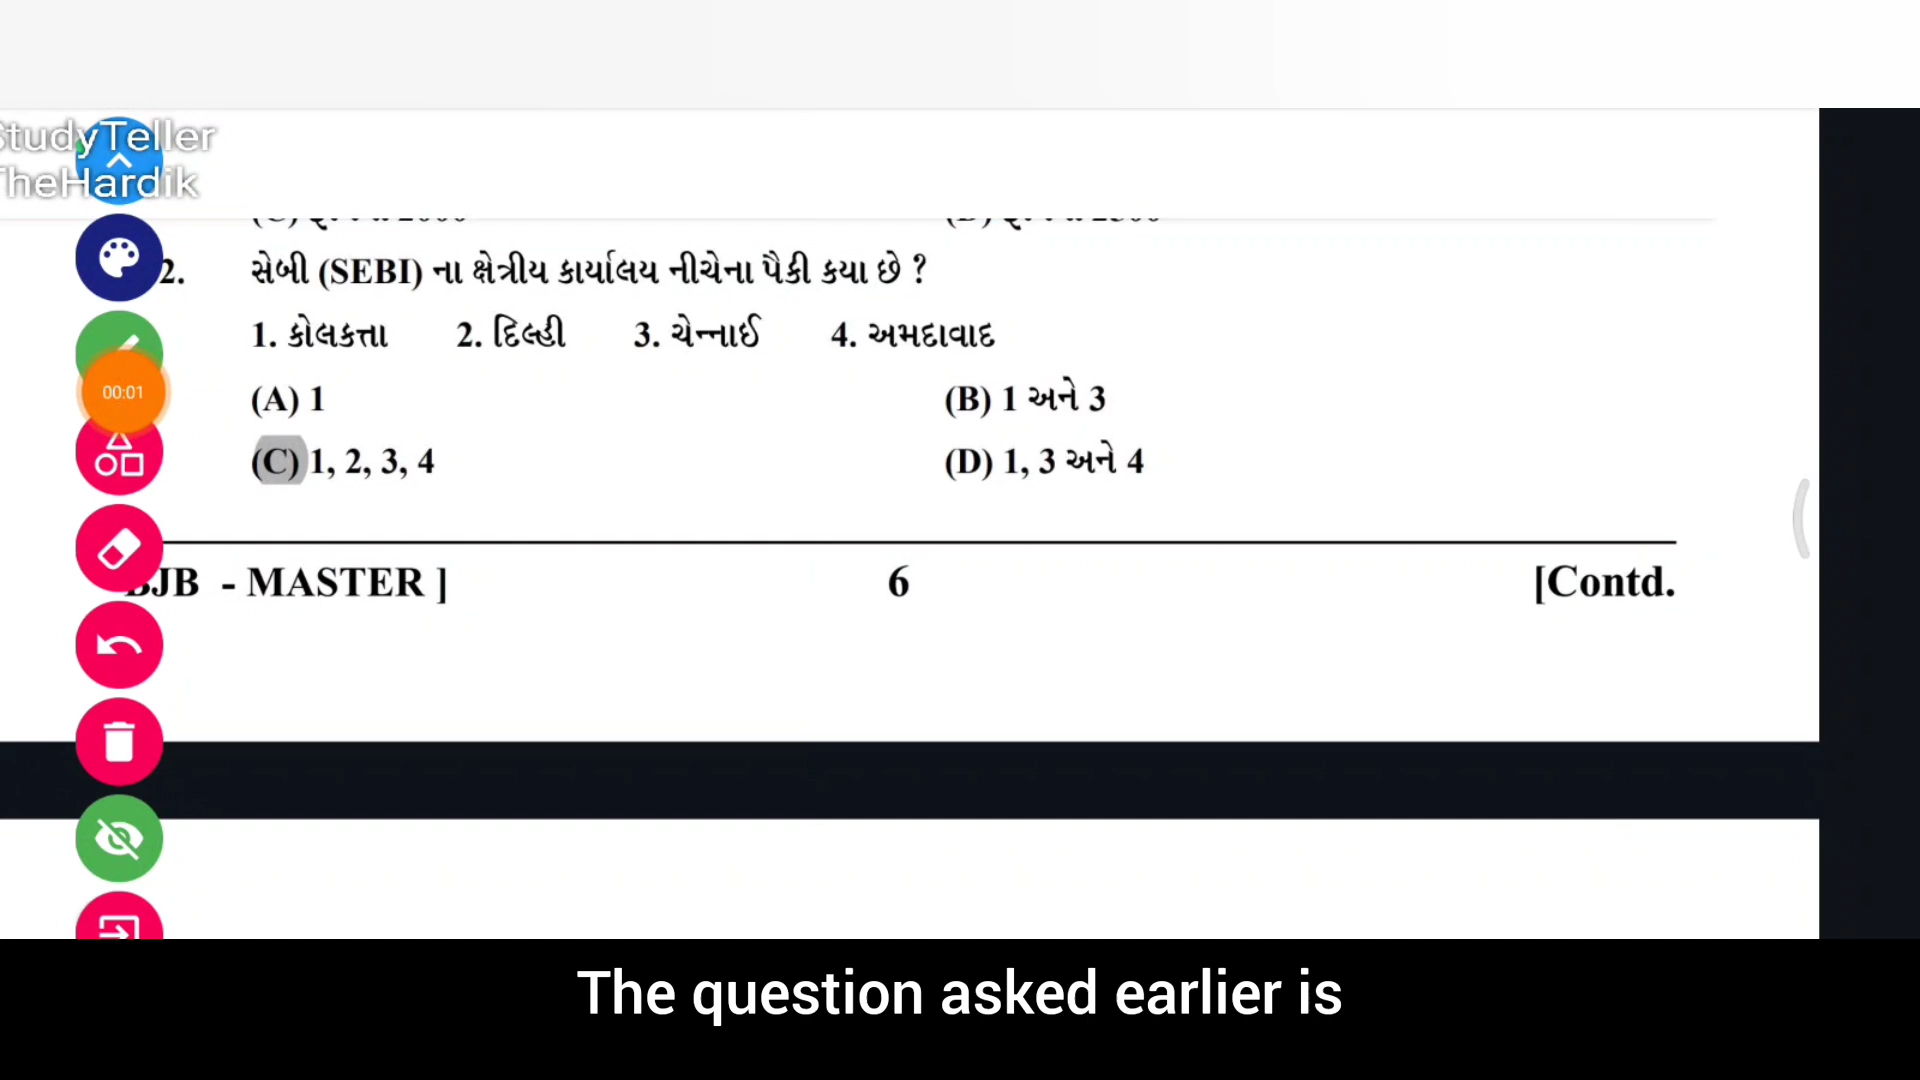 StudyTeller
TheHardik
2. સેબી (SEBI) ના ક્ષેત્રીય કાર્યાલય નીચેના પૈકી કયા છે ?
1. કોલકત્તા 2. દિલ્હી 3. ચેન્નાઈ 4. અમદાવાદ
00:01
(A) 1 (B) 1 અને 3
(C) 1, 2, 3, 4 (D) 1, 3 અને 4
BJB - MASTER ] 6 [Contd.
The question asked earlier is